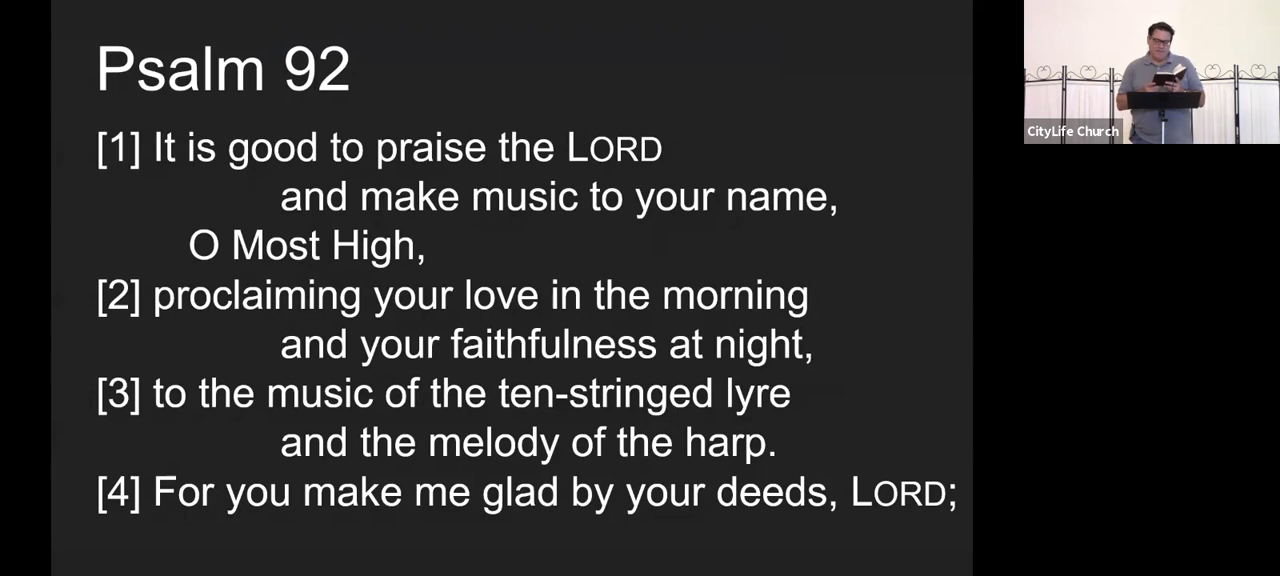 Psalm 92
[1] It is good to praise the LORD
and make music to your name,
O Most High,
[2] proclaiming your love in the morning
and your faithfulness at night,
[3] to the music of the ten-stringed lyre
and the melody of the harp.
[4] For you make me glad by your deeds, LORD;
CityLife Church